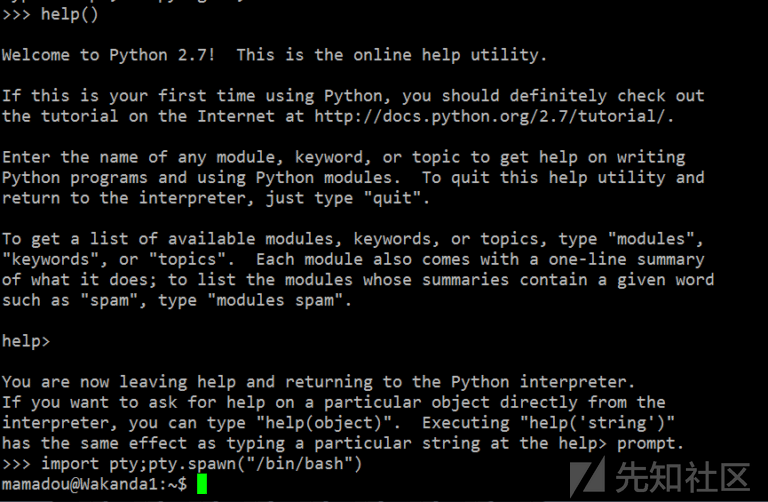 >>> help()
Welcome to Python 2.7!  This is the online help utility.
If this is your first time using Python, you should definitely check out
the tutorial on the Internet at http://docs.python.org/2.7/tutorial/.
Enter the name of any module, keyword, or topic to get help on writing
Python programs and using Python modules.  To quit this help utility and
return to the interpreter, just type "quit".
To get a list of available modules, keywords, or topics, type "modules",
"keywords", or "topics".  Each module also comes with a one-line summary
of what it does; to list the modules whose summaries contain a given word
such as "spam", type "modules spam".
help>
You are now leaving help and returning to the Python interpreter.
If you want to ask for help on a particular object directly from the
interpreter, you can type "help(object)".  Executing "help('string')"
has the same effect as typing a particular string at the help> prompt.
>>> import pty;pty.spawn("/bin/bash")
mamadou@Wakanda1:~$
先知社区